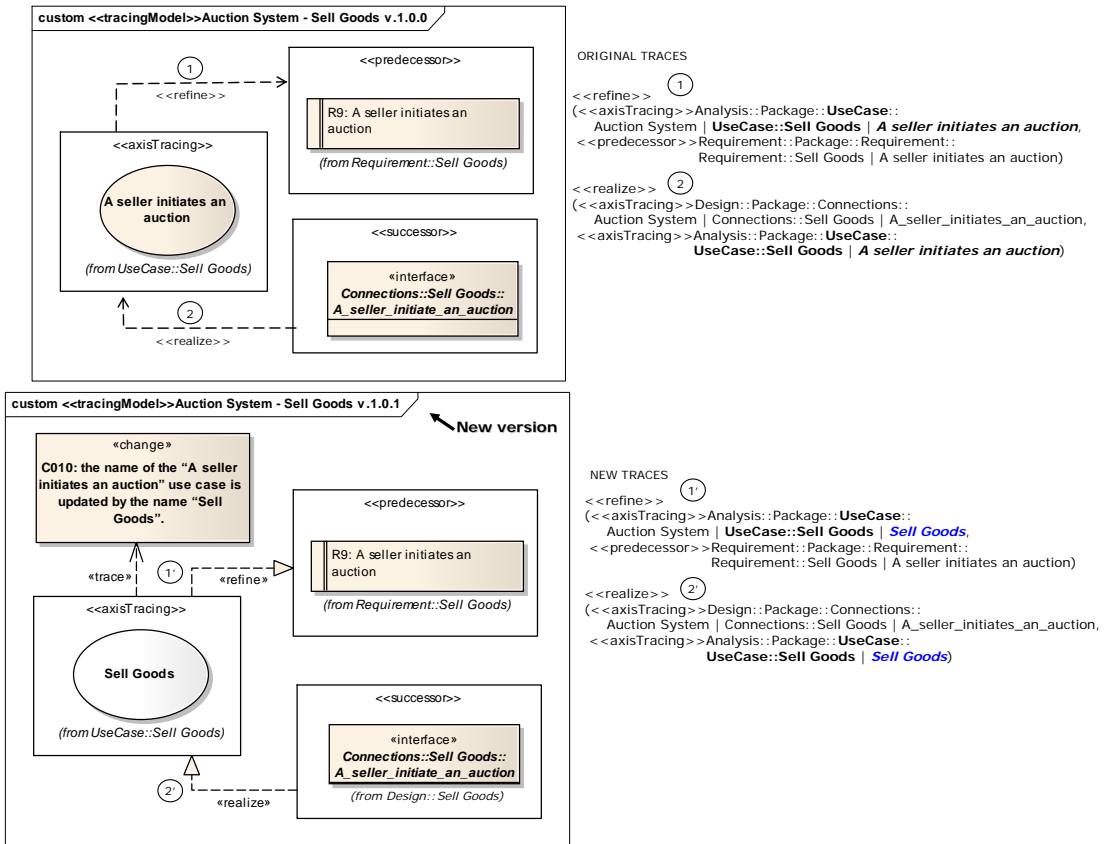 custom <<tracingModel>>Auction System - Sell Goods v.1.0.0
1
<<refine>>
<<predecessor>>
R9: A seller initiates an
auction
(from Requirement::Sell Goods)
<<axisTracing>>
A seller initiates an
auction
(from UseCase::Sell Goods)
<<successor>>
«interface»
Connections::Sell Goods::
A_seller_initiate_an_auction
2
<<realize>>
ORIGINAL TRACES
<<refine>> 1
(<<axisTracing>>Analysis::Package::UseCase::
Auction System | UseCase::Sell Goods | A seller initiates an auction,
<<predecessor>>Requirement::Package::Requirement::
Requirement::Sell Goods | A seller initiates an auction)
<<realize>> 2
(<<axisTracing>>Design::Package::Connections::
Auction System | Connections::Sell Goods | A_seller_initiates_an_auction,
<<axisTracing>>Analysis::Package::UseCase::
UseCase::Sell Goods | A seller initiates an auction)
custom <<tracingModel>>Auction System - Sell Goods v.1.0.1
New version
«change»
C010: the name of the “A seller
initiates an auction” use case is
updated by the name “Sell
Goods”.
«trace»
1'
«refine»
<<predecessor>>
R9: A seller initiates an
auction
(from Requirement::Sell Goods)
<<axisTracing>>
Sell Goods
(from UseCase::Sell Goods)
<<successor>>
«interface»
Connections::Sell Goods::
A_seller_initiate_an_auction
(from Design::Sell Goods)
2'
«realize»
NEW TRACES
<<refine>> 1'
(<<axisTracing>>Analysis::Package::UseCase::
Auction System | UseCase::Sell Goods | Sell Goods,
<<predecessor>>Requirement::Package::Requirement::
Requirement::Sell Goods | A seller initiates an auction)
<<realize>> 2'
(<<axisTracing>>Design::Package::Connections::
Auction System | Connections::Sell Goods | A_seller_initiates_an_auction,
<<axisTracing>>Analysis::Package::UseCase::
UseCase::Sell Goods | Sell Goods)